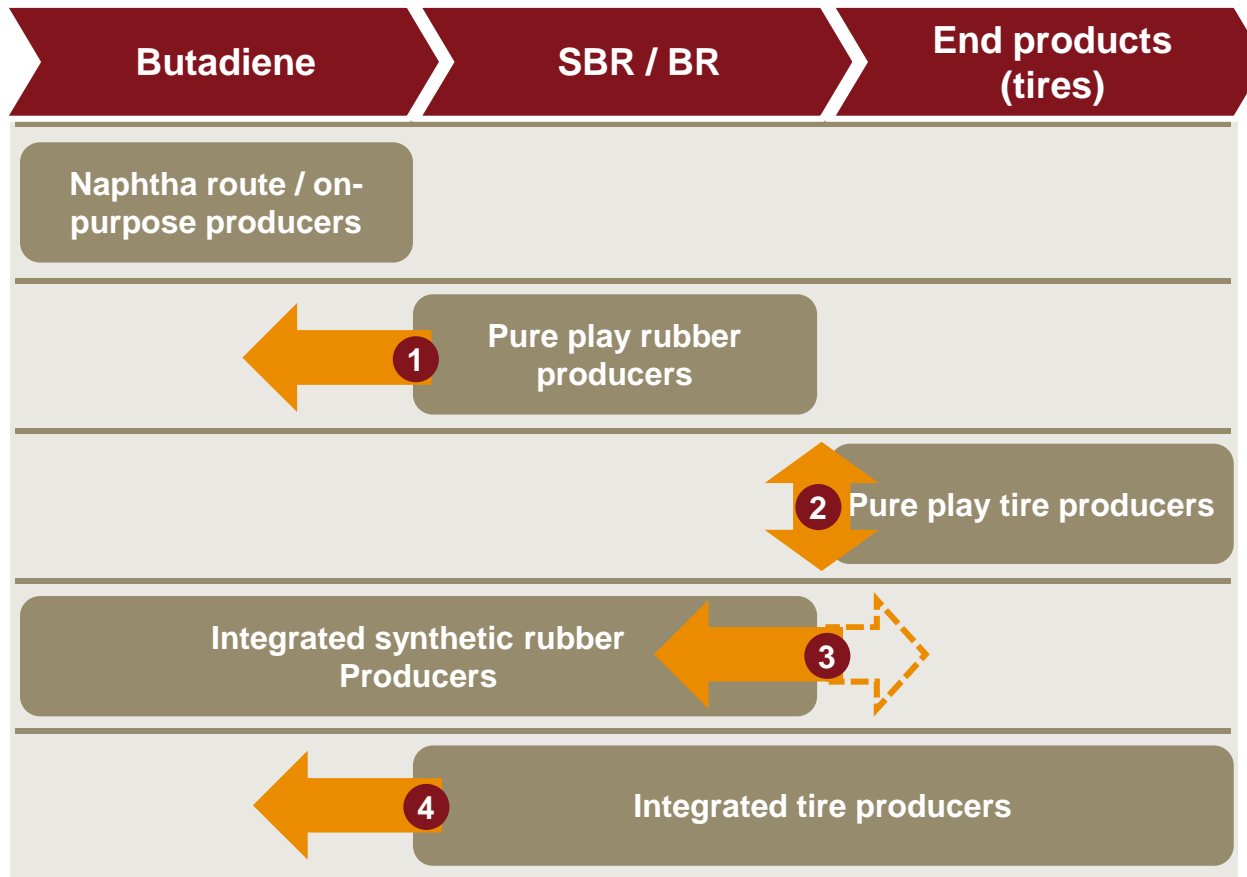 Butadiene
SBR / BR
End products
(tires)
Naphtha route / on-
purpose producers
1
Pure play rubber
producers
2
Pure play tire producers
Integrated synthetic rubber
Producers
3
4
Integrated tire producers